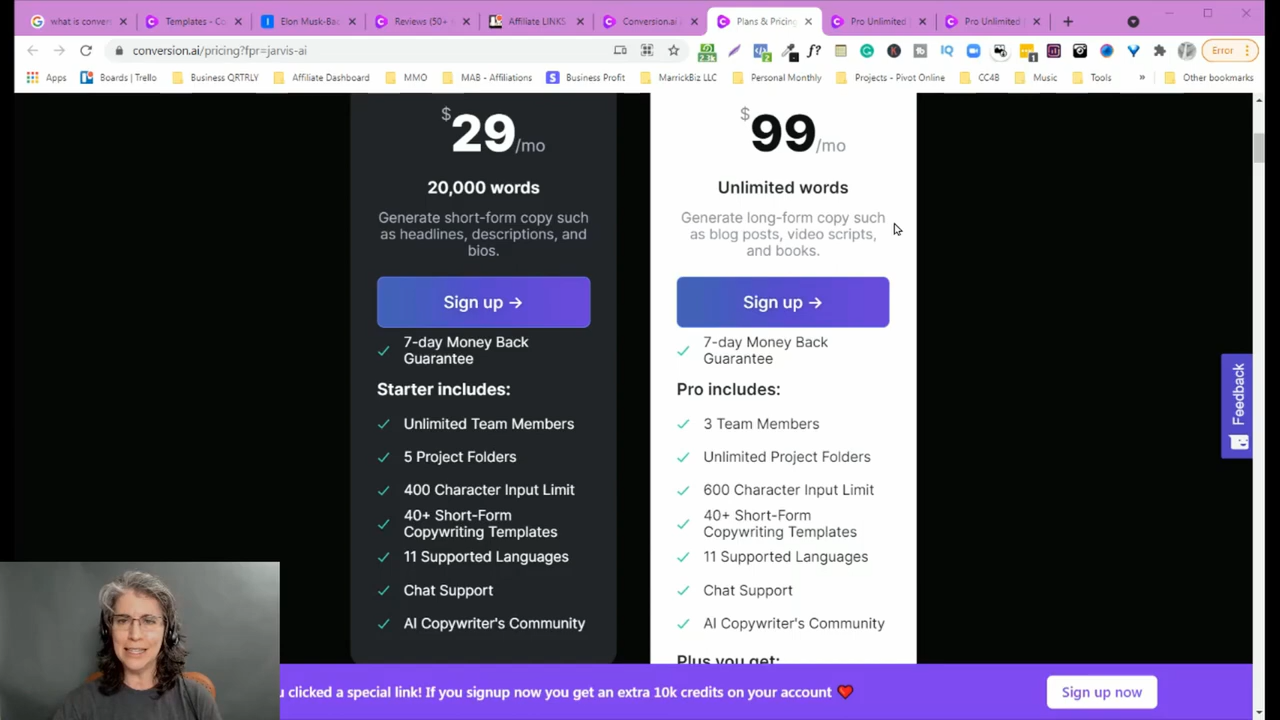 what is conver
Templates - Co
Elon Musk-Bac
Reviews (50+
Affiliate LINKS
Conversion.ai
Plans & Pricing
Pro Unlimited
Pro Unlimited
conversion.ai/pricing?fpr=jarvis-ai
2.3k
2
f?
IQ
1
Error
Apps
Boards | Trello
Business QRTRLY
Affiliate Dashboard
MMO
MAB - Affiliations
Business Profit
MarrickBiz LLC
Personal Monthly
Projects - Pivot Online
CC4B
Music
Tools
»
Other bookmarks
$29/mo
20,000 words
Generate short-form copy such
as headlines, descriptions, and
bios.
Sign up →
7-day Money Back
Guarantee
Starter includes:
Unlimited Team Members
5 Project Folders
400 Character Input Limit
40+ Short-Form
Copywriting Templates
11 Supported Languages
Chat Support
AI Copywriter's Community
$99/mo
Unlimited words
Generate long-form copy such
as blog posts, video scripts,
and books.
Sign up →
7-day Money Back
Guarantee
Pro includes:
3 Team Members
Unlimited Project Folders
600 Character Input Limit
40+ Short-Form
Copywriting Templates
11 Supported Languages
Chat Support
AI Copywriter's Community
Plus you get:
Feedback
u clicked a special link! If you signup now you get an extra 10k credits on your account ❤
Sign up now